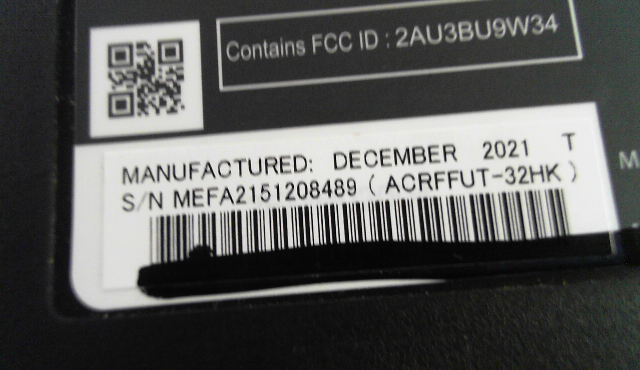 Contains FCC ID : 2AU3BU9W34
MANUFACTURED: DECEMBER 2021 T
S/N MEFA2151208489 ( ACRFFUT-32HK )
M